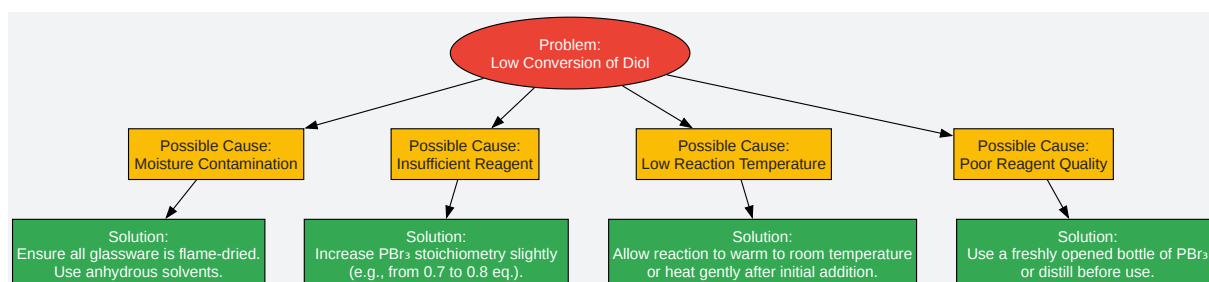 Problem:
Low Conversion of Diol
Possible Cause:
Moisture Contamination
Possible Cause:
Insufficient Reagent
Possible Cause:
Low Reaction Temperature
Possible Cause:
Poor Reagent Quality
Solution:
Ensure all glassware is flame-dried.
Use anhydrous solvents.
Solution:
Increase PBr₃ stoichiometry slightly
(e.g., from 0.7 to 0.8 eq.).
Solution:
Allow reaction to warm to room temperature
or heat gently after initial addition.
Solution:
Use a freshly opened bottle of PBr₃
or distill before use.